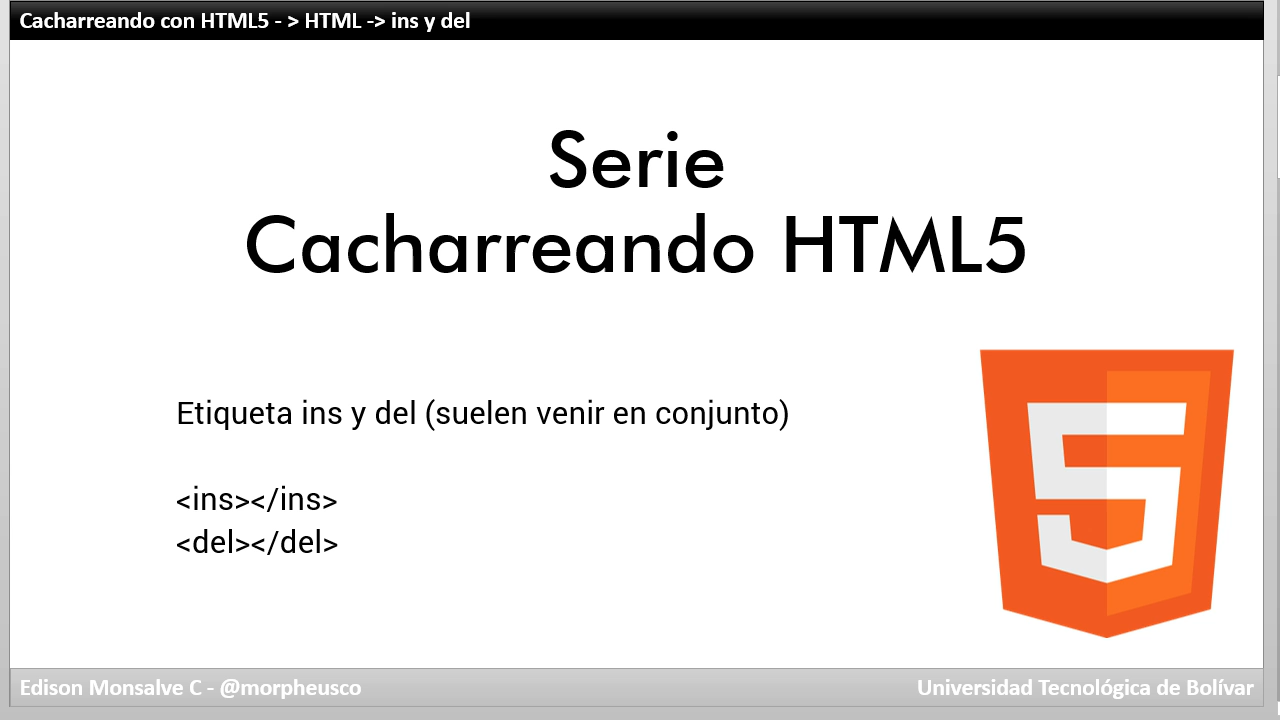 Cacharreando con HTML5 - > HTML -> ins y del
Serie
Cacharreando HTML5
Etiqueta ins y del (suelen venir en conjunto)
<ins></ins>
<del></del>
5
Edison Monsalve C - @morpheusco
Universidad Tecnológica de Bolívar